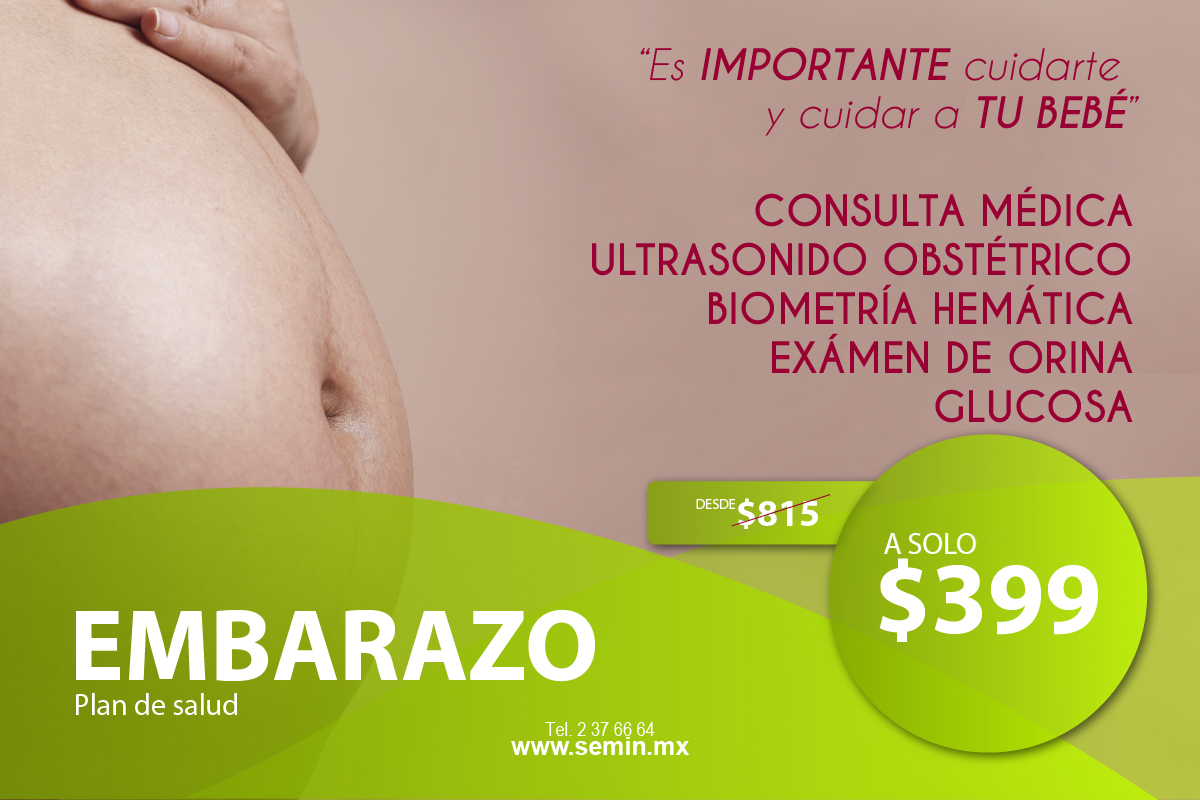 “Es IMPORTANTE cuidarte
y cuidar a TU BEBÉ”
CONSULTA MÉDICA
ULTRASONIDO OBSTÉTRICO
BIOMETRÍA HEMÁTICA
EXÁMEN DE ORINA
GLUCOSA
DESDE $815
A SOLO
$399
EMBARAZO
Plan de salud
Tel. 2 37 66 64
www.semin.mx